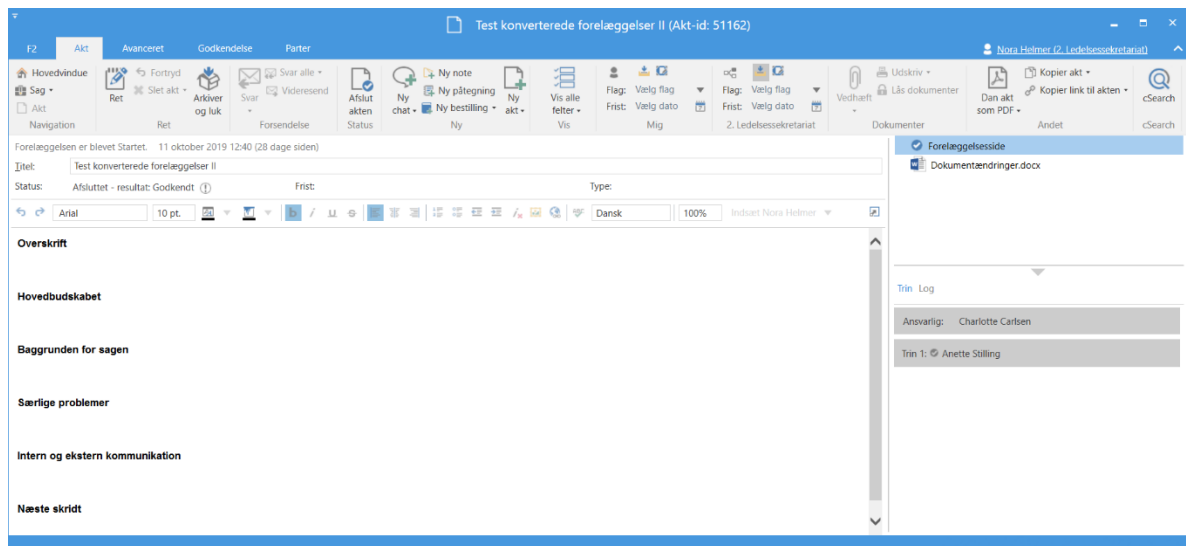 Test konverterede forelæggelser II (Akt-id: 51162)
F2 Akt Avanceret Godkendelse Parter Nora Helmer (2. Ledelsessekretariat)
Hovedvindue
Sag
Akt
Navigation
Ret
Fortryd
Slet akt
Arkiver og luk
Ret
Svar
Svar alle
Videresend
Forsendelse
Afslut akten
Status
Ny chat
Ny note
Ny påtegning
Ny bestilling
Ny akt
Ny
Vis alle felter
Vis
Flag: Vælg flag
Frist: Vælg dato
Mig
Flag: Vælg flag
Frist: Vælg dato
2. Ledelsessekretariat
Vedhæft
Udskriv
Lås dokumenter
Dokumenter
Dan akt som PDF
Kopier akt
Kopier link til akten
Andet
cSearch
cSearch
Forelæggelsen er blevet Startet. 11 oktober 2019 12:40 (28 dage siden)
Titel: Test konverterede forelæggelser II
Status: Afsluttet - resultat: Godkendt Frist: Type:
Arial 10 pt. b i u S Dansk 100% Indsæt Nora Helmer
Overskrift
Hovedbudskabet
Baggrunden for sagen
Særlige problemer
Intern og ekstern kommunikation
Næste skridt
Forelæggelsesside
Dokumentændringer.docx
Trin Log
Ansvarlig: Charlotte Carlsen
Trin 1: Anette Stilling